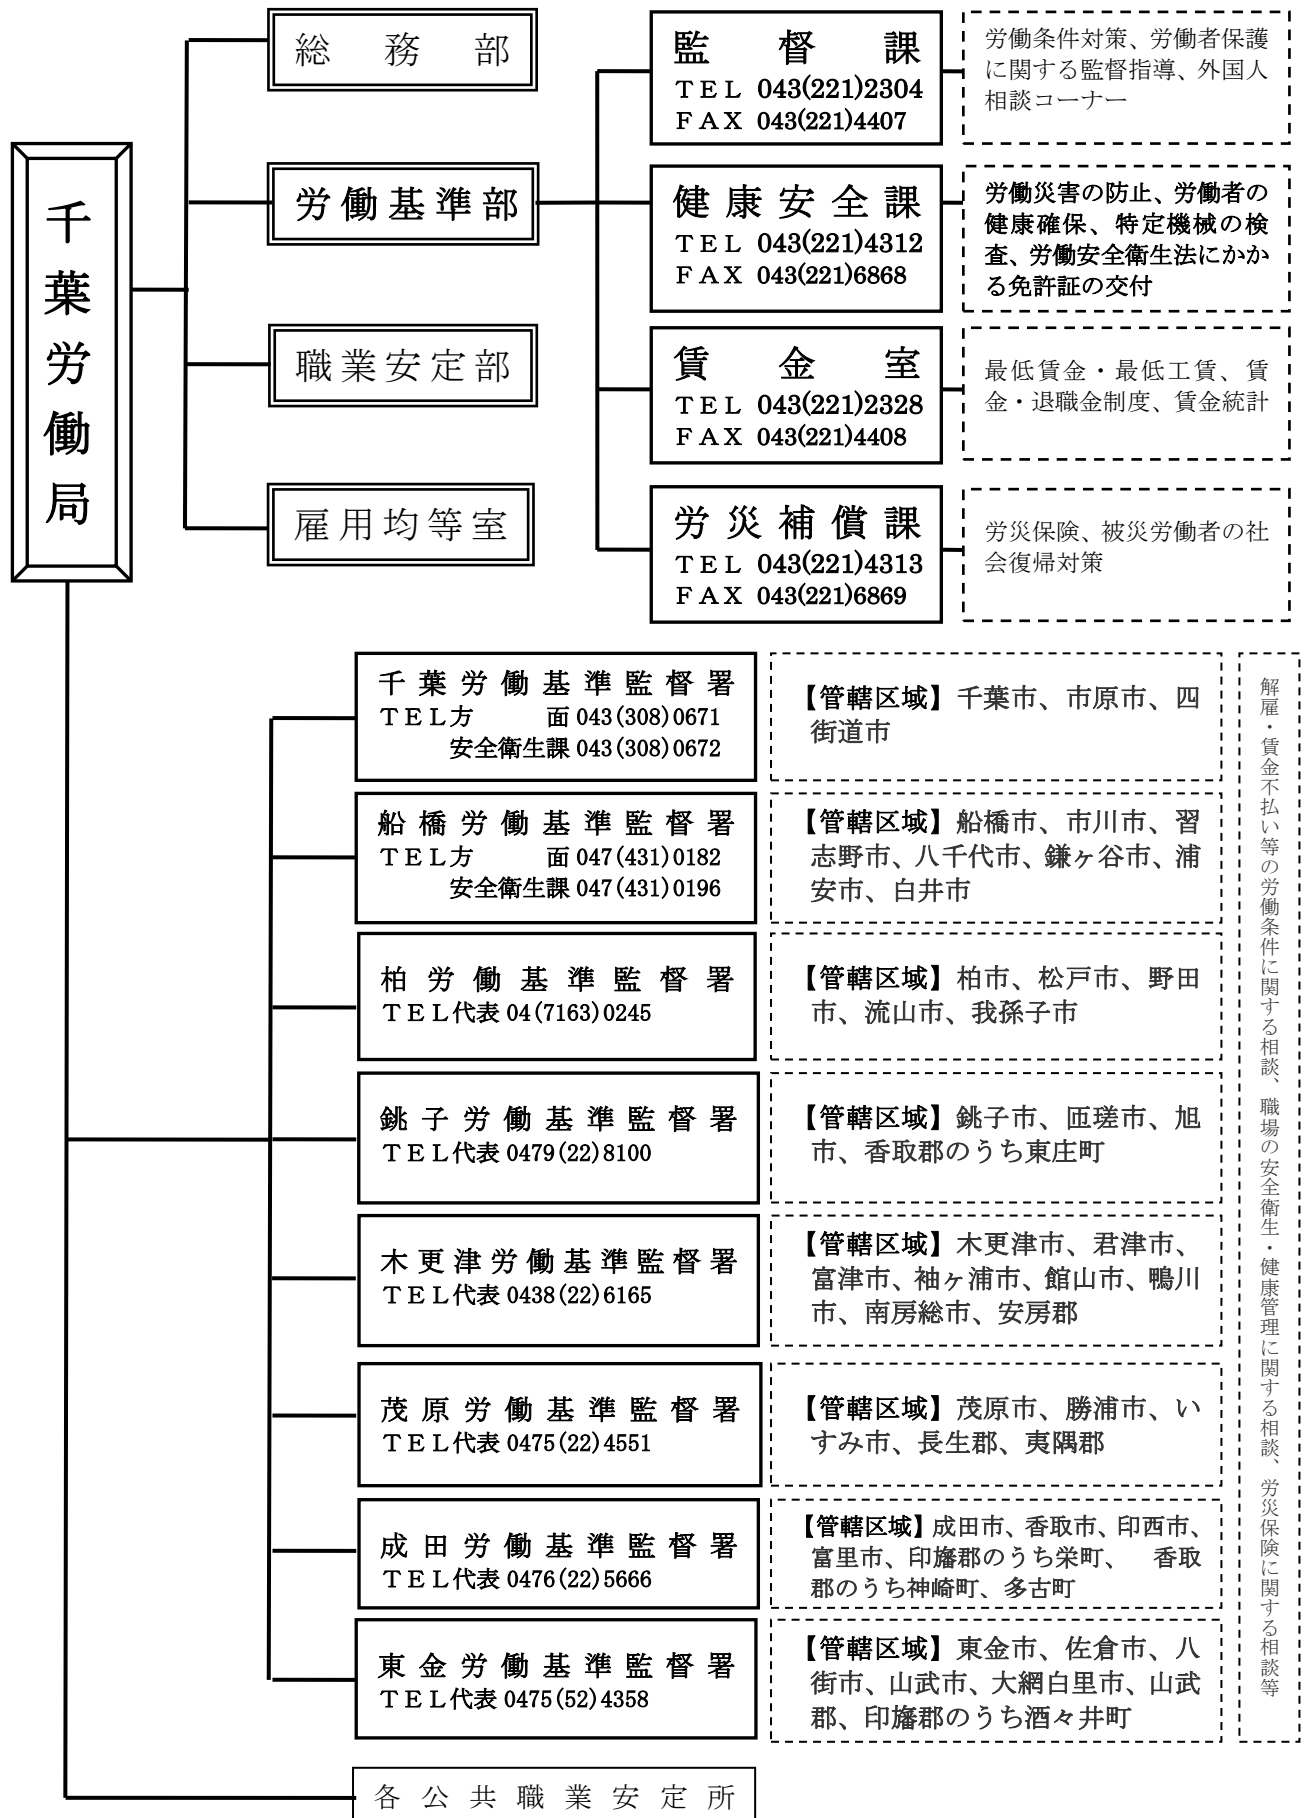 千葉労働局
総務部
労働基準部
職業安定部
雇用均等室
監督課
TEL 043(221)2304
FAX 043(221)4407
労働条件対策、労働者保護
に関する監督指導、外国人
相談コーナー
健康安全課
TEL 043(221)4312
FAX 043(221)6868
労働災害の防止、労働者の
健康確保、特定機械の検
査、労働安全衛生法にかか
る免許証の交付
賃金室
TEL 043(221)2328
FAX 043(221)4408
最低賃金・最低工賃、賃
金・退職金制度、賃金統計
労災補償課
TEL 043(221)4313
FAX 043(221)6869
労災保険、被災労働者の社
会復帰対策
千葉労働基準監督署
TEL方 面 043(308)0671
安全衛生課 043(308)0672
【管轄区域】千葉市、市原市、四
街道市
船橋労働基準監督署
TEL方 面 047(431)0182
安全衛生課 047(431)0196
【管轄区域】船橋市、市川市、習
志野市、八千代市、鎌ヶ谷市、浦
安市、白井市
柏労働基準監督署
TEL代表 04(7163)0245
【管轄区域】柏市、松戸市、野田
市、流山市、我孫子市
銚子労働基準監督署
TEL代表 0479(22)8100
【管轄区域】銚子市、匝瑳市、旭
市、香取郡のうち東庄町
木更津労働基準監督署
TEL代表 0438(22)6165
【管轄区域】木更津市、君津市、
富津市、袖ヶ浦市、館山市、鴨川
市、南房総市、安房郡
茂原労働基準監督署
TEL代表 0475(22)4551
【管轄区域】茂原市、勝浦市、い
すみ市、長生郡、夷隅郡
成田労働基準監督署
TEL代表 0476(22)5666
【管轄区域】成田市、香取市、印西市、
富里市、印旛郡のうち栄町、 香取
郡のうち神崎町、多古町
東金労働基準監督署
TEL代表 0475(52)4358
【管轄区域】東金市、佐倉市、八
街市、山武市、大網白里市、山武
郡、印旛郡のうち酒々井町
解雇・賃金不払い等の労働条件に関する相談、職場の安全衛生・健康管理に関する相談、労災保険に関する相談等
各公共職業安定所